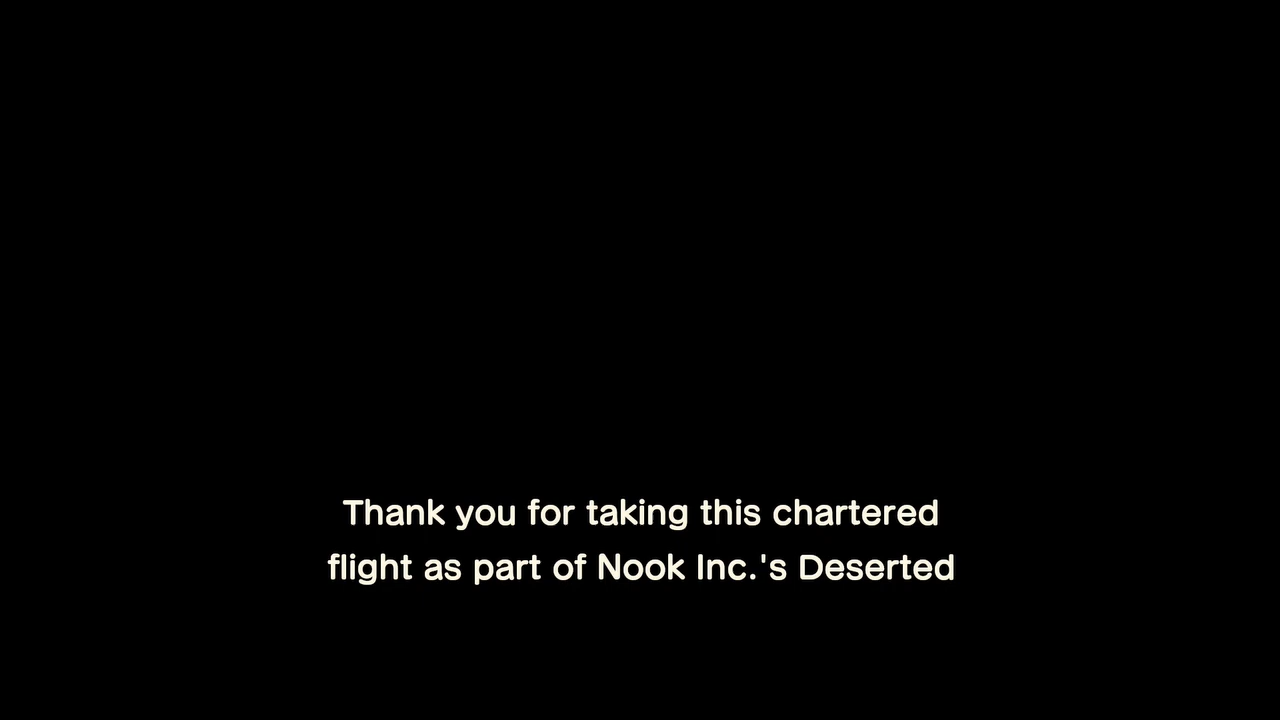 Thank you for taking this chartered
flight as part of Nook Inc.'s Deserted